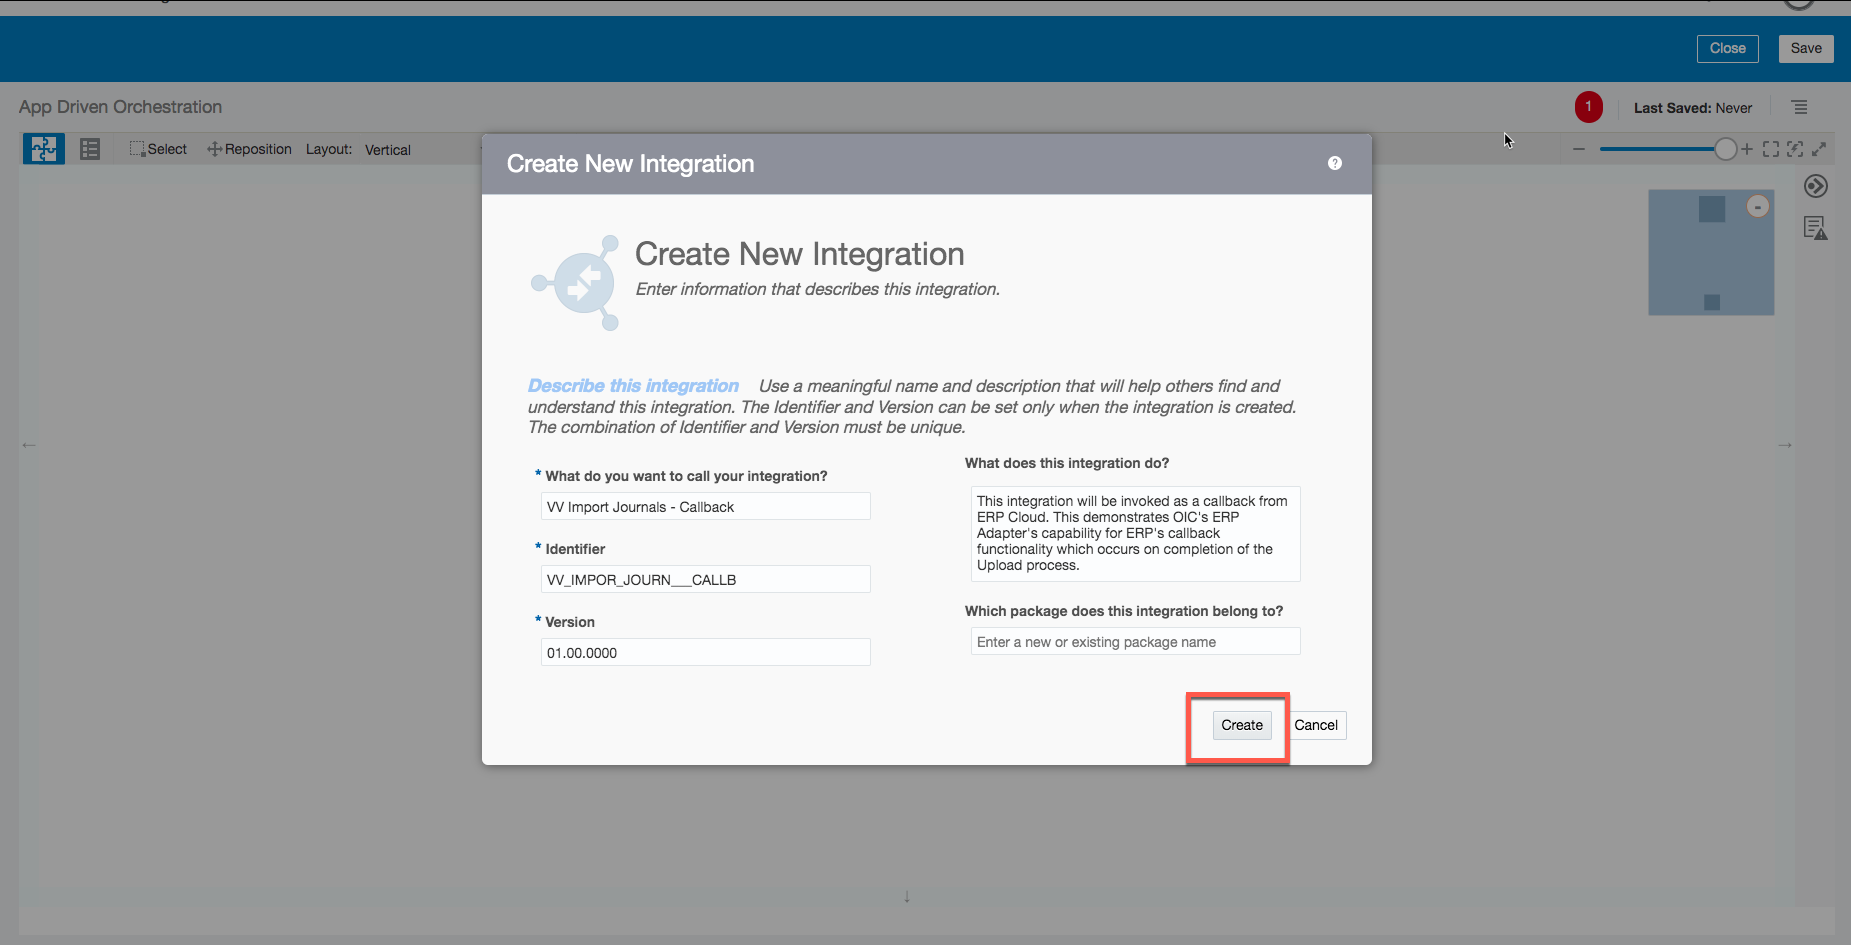 Close
Save
App Driven Orchestration
1
Last Saved: Never
Select
Reposition
Layout:
Vertical
Create New Integration
?
Create New Integration
Enter information that describes this integration.
Describe this integration Use a meaningful name and description that will help others find and
understand this integration. The Identifier and Version can be set only when the integration is created.
The combination of Identifier and Version must be unique.
* What do you want to call your integration?
VV Import Journals - Callback
* Identifier
VV_IMPOR_JOURN___CALLB
* Version
01.00.0000
What does this integration do?
This integration will be invoked as a callback from
ERP Cloud. This demonstrates OIC's ERP
Adapter's capability for ERP's callback
functionality which occurs on completion of the
Upload process.
Which package does this integration belong to?
Enter a new or existing package name
Create
Cancel